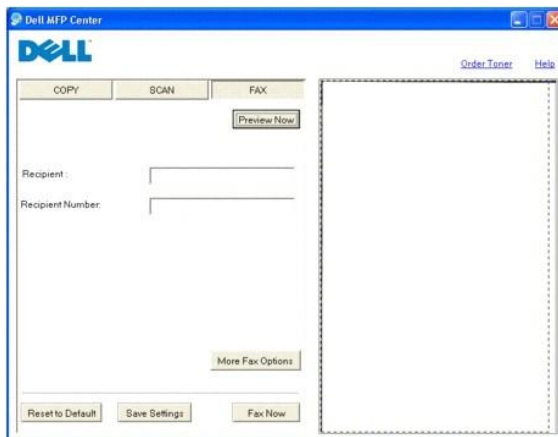 Dell MFP Center
DELL™
Order Toner Help
COPY SCAN FAX
Preview Now
Recipient :
Recipient Number:
More Fax Options
Reset to Default Save Settings Fax Now